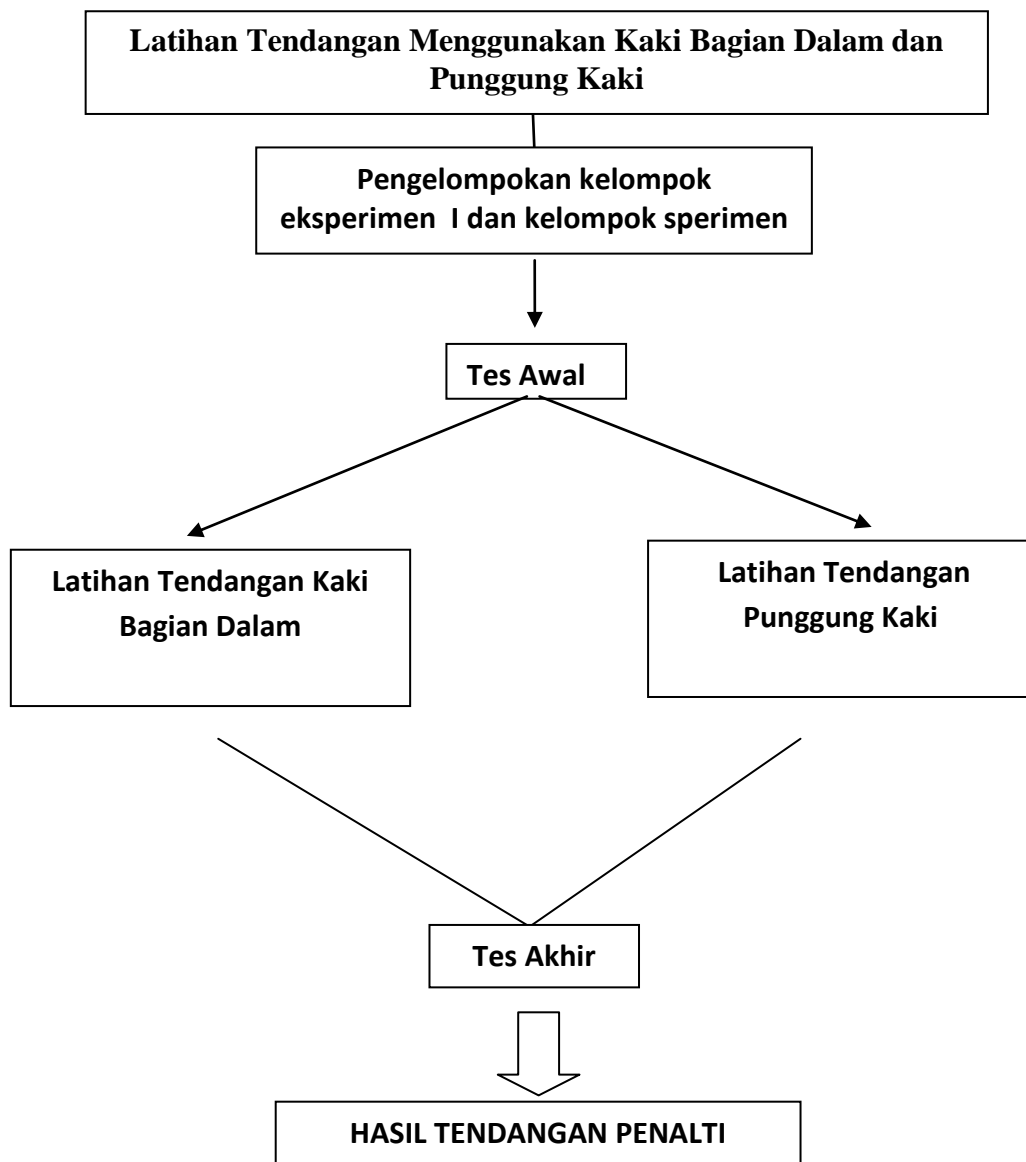 Latihan Tendangan Menggunakan Kaki Bagian Dalam dan
Punggung Kaki
Pengelompokan kelompok
eksperimen  I dan kelompok sperimen
Tes Awal
Latihan Tendangan Kaki
Bagian Dalam
Latihan Tendangan
Punggung Kaki
Tes Akhir
HASIL TENDANGAN PENALTI